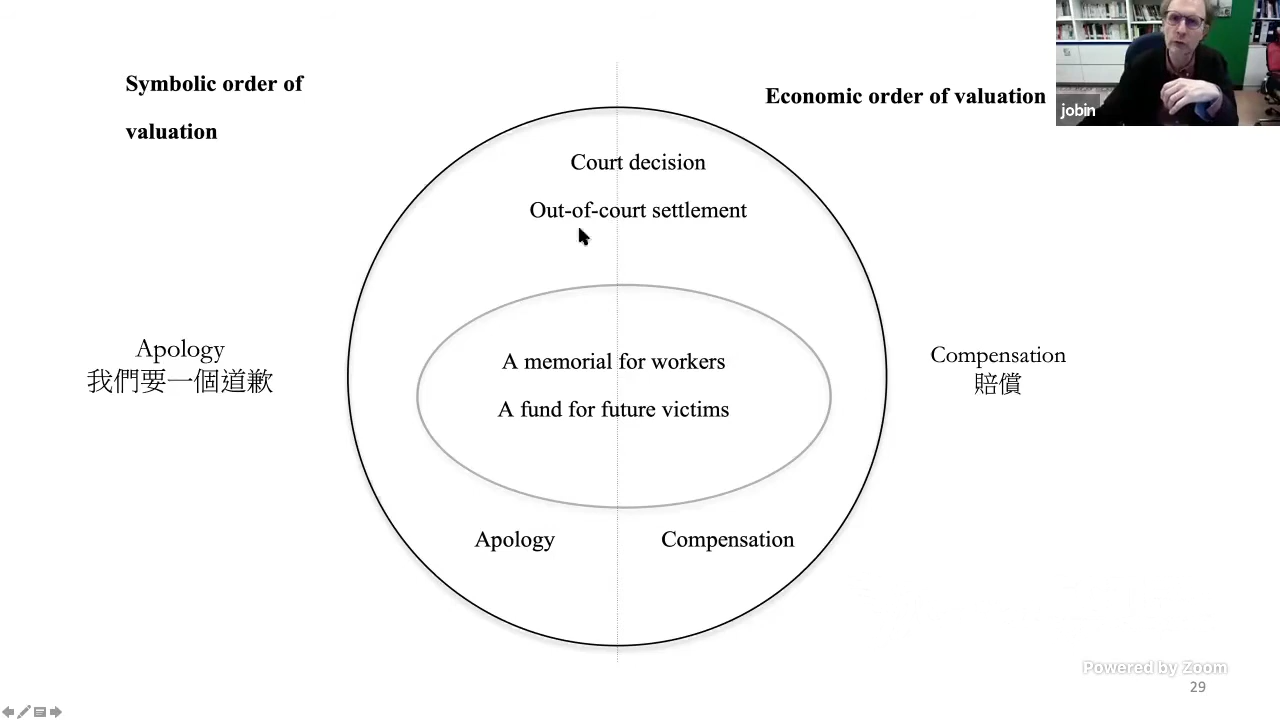 Symbolic order of
valuation
Economic order of valuation
jobin
Court decision
Out-of-court settlement
Apology
我們要一個道歉
A memorial for workers
A fund for future victims
Compensation
賠償
Apology
Compensation
Powered by Zoom
29